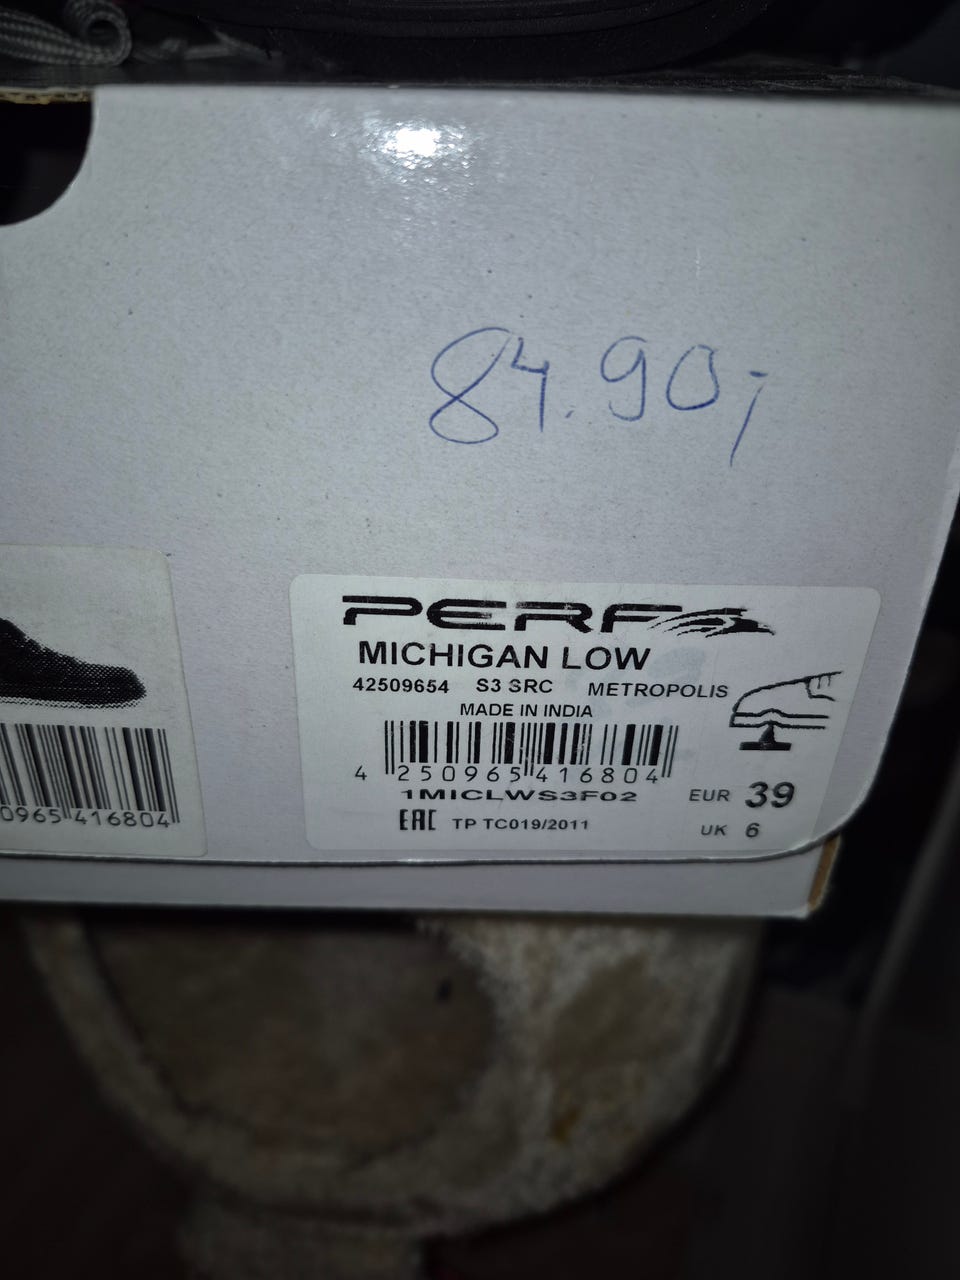 84.90,-
PERF
MICHIGAN LOW
42509654 S3 SRC METROPOLIS
MADE IN INDIA
4 250965 416804
1MICLWS3F02
EUR 39
EAC TP TC019/2011
UK 6
0965 416804